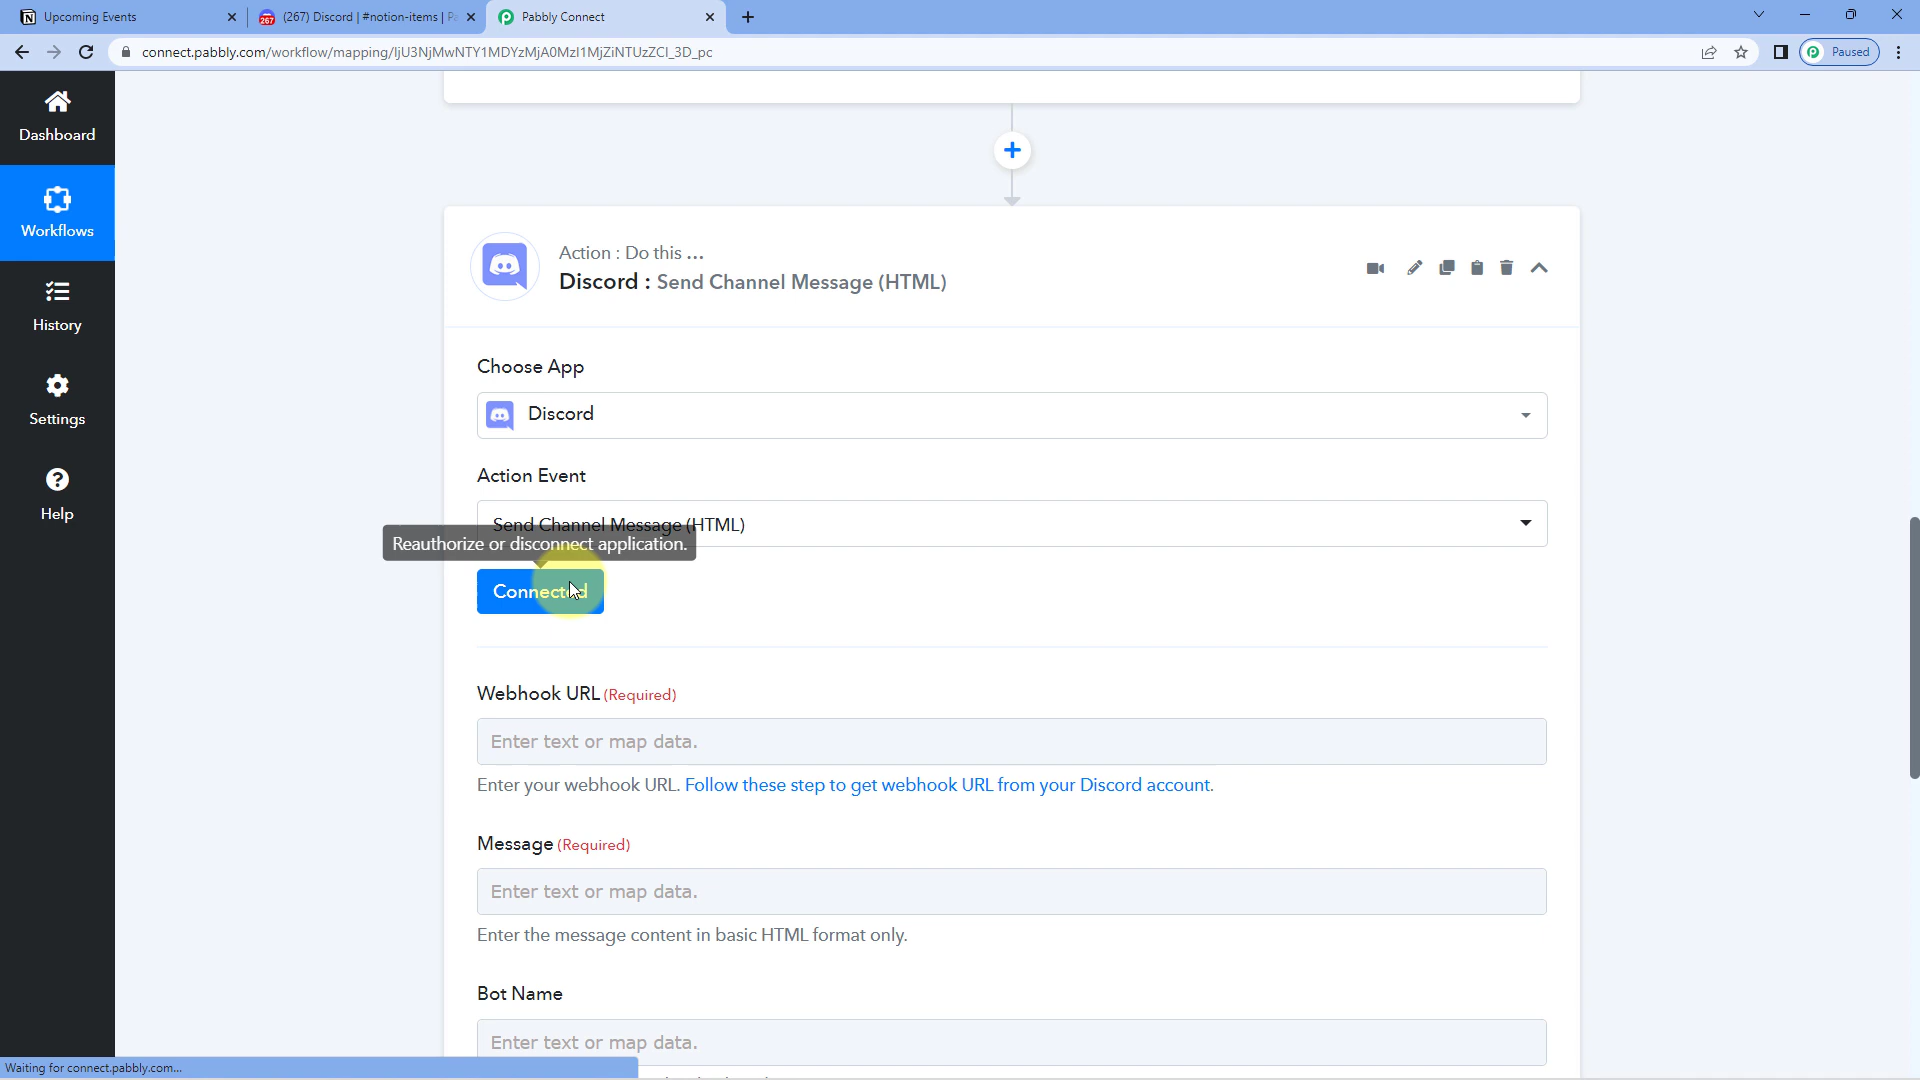 Upcoming Events
267
(267) Discord | #notion-items | Pa
Pabbly Connect
connect.pabbly.com/workflow/mapping/IjU3NjMwNTY1MDYzMjA0MzI1MjZiNTUzZCI_3D_pc
Paused
Dashboard
Workflows
History
Settings
Help
Action : Do this ...
Discord : Send Channel Message (HTML)
Choose App
Discord
Action Event
Send Channel Message (HTML)
Reauthorize or disconnect application.
Connected
Webhook URL (Required)
Enter text or map data.
Enter your webhook URL. Follow these step to get webhook URL from your Discord account.
Message (Required)
Enter text or map data.
Enter the message content in basic HTML format only.
Bot Name
Enter text or map data.
Waiting for connect.pabbly.com...